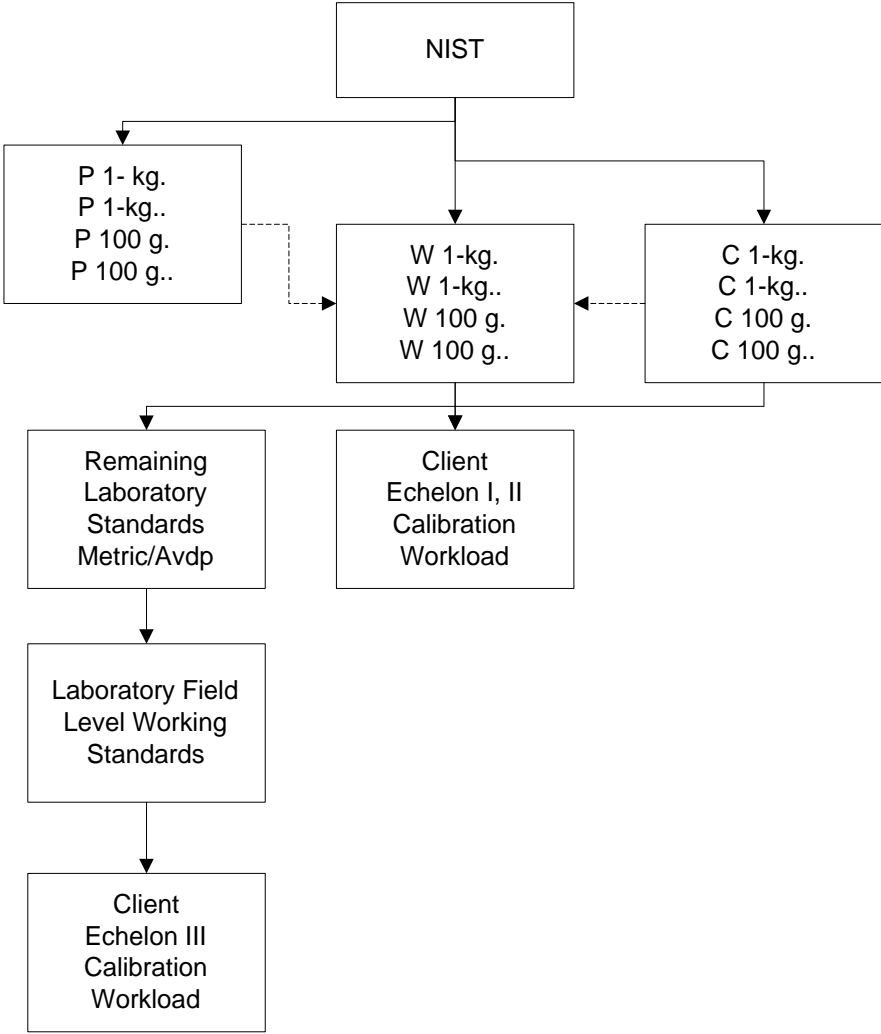 NIST
P 1- kg.
P 1-kg..
P 100 g.
P 100 g..
W 1-kg.
W 1-kg..
W 100 g.
W 100 g..
C 1-kg.
C 1-kg..
C 100 g.
C 100 g..
Remaining
Laboratory
Standards
Metric/Avdp
Client
Echelon I, II
Calibration
Workload
Laboratory Field
Level Working
Standards
Client
Echelon III
Calibration
Workload